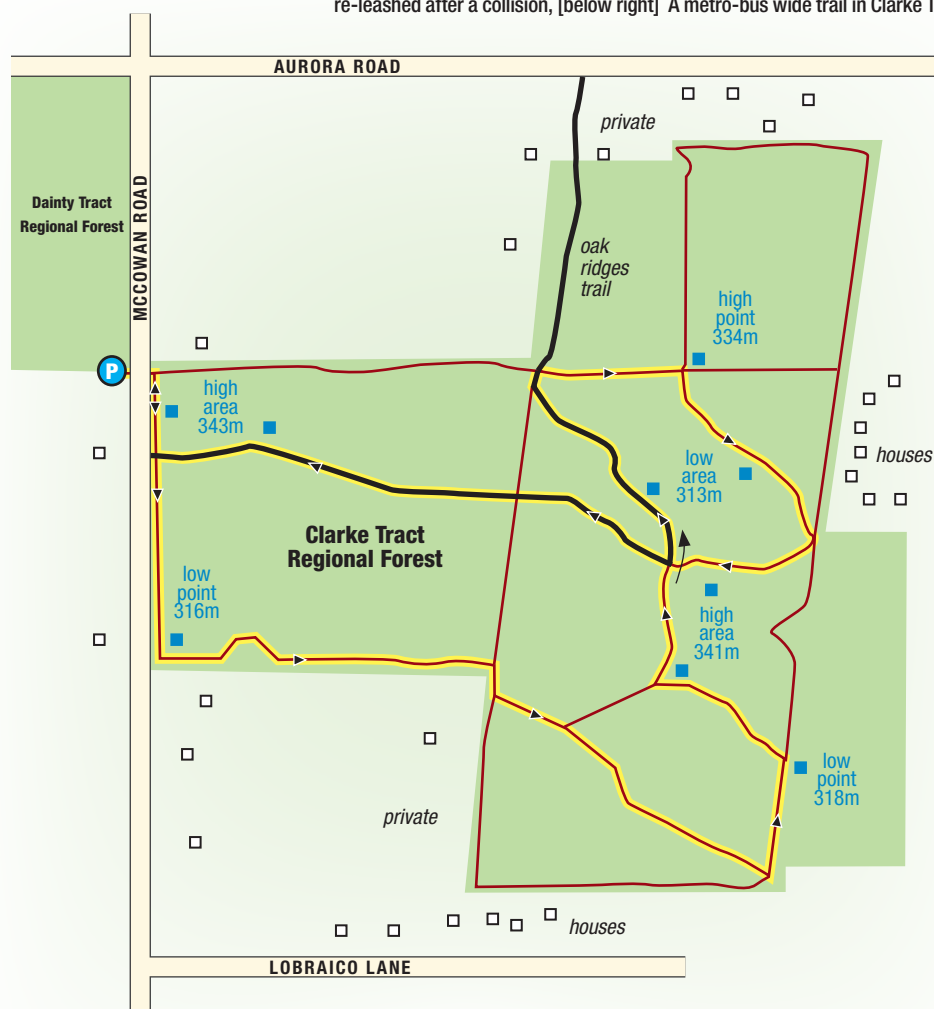 re-leashed after a collision, [below right] A metro-bus wide trail in Clarke T
AURORA ROAD
private
Dainty Tract
Regional Forest
MCCOWAN ROAD
oak
ridges
trail
high
point
334m
P
high
area
343m
low
area
313m
houses
Clarke Tract
Regional Forest
low
point
316m
high
area
341m
low
point
318m
private
houses
LOBRAICO LANE